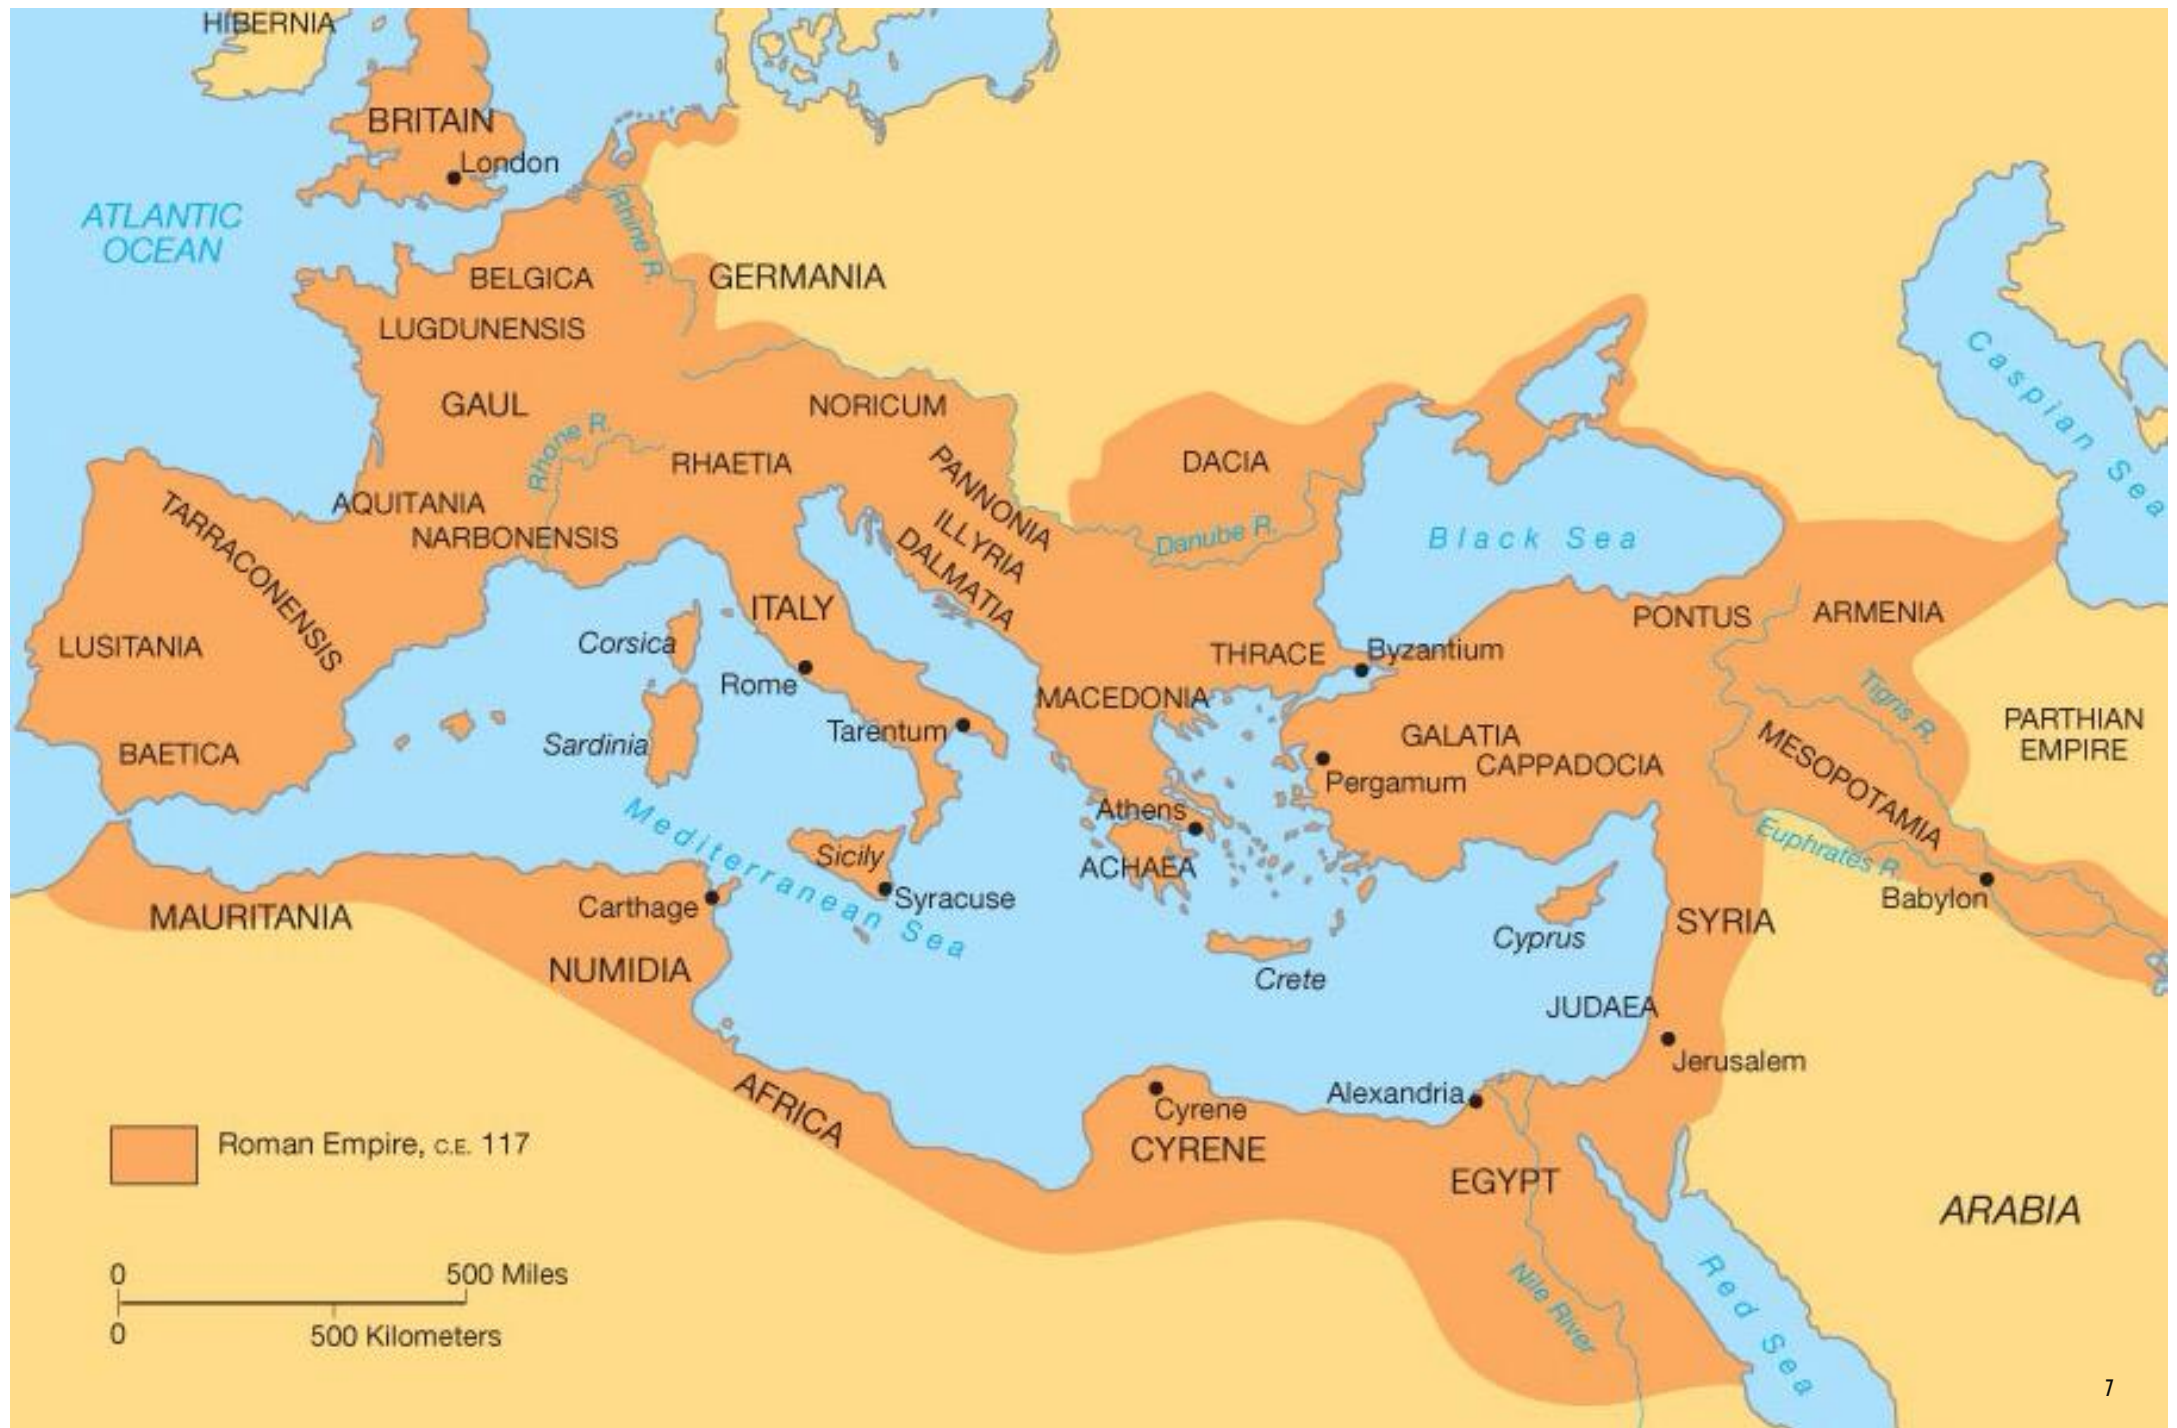 HIBERNIA
BRITAIN
London
ATLANTIC
OCEAN
Rhine R.
BELGICA
GERMANIA
LUGDUNENSIS
GAUL
NORICUM
Rhone R.
RHAETIA
DACIA
Caspian Sea
AQUITANIA
TARRACONENSIS
NARBONENSIS
PANNONIA
ILLYRIA
DALMATIA
Danube R.
Black Sea
ITALY
LUSITANIA
Corsica
Rome
THRACE
Byzantium
PONTUS
ARMENIA
MACEDONIA
Tigris R.
PARTHIAN
EMPIRE
BAETICA
Sardinia
Tarentum
GALATIA
CAPPADOCIA
Pergamum
MESOPOTAMIA
Mediterranean Sea
Athens
Sicily
ACHAEA
Euphrates R.
Babylon
MAURITANIA
Carthage
Syracuse
SYRIA
Cyprus
NUMIDIA
Crete
JUDAEA
Jerusalem
AFRICA
Cyrene
Alexandria
CYRENE
EGYPT
Roman Empire, C.E. 117
ARABIA
Nile River
Red Sea
0 500 Miles
0 500 Kilometers
7